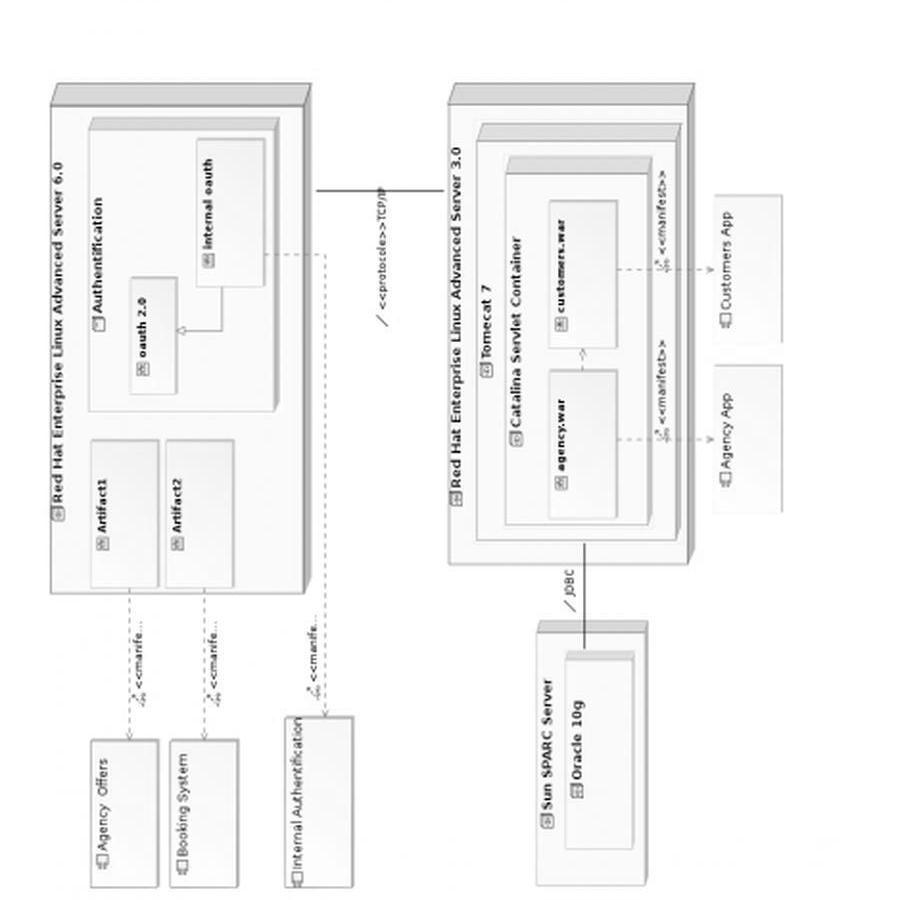 Red Hat Enterprise Linux Advanced Server 6.0
Authentification
internal oauth
oauth 2.0
Artifact1
Artifact2
<<manife...
<<manife...
<<manife...
Agency Offers
Booking System
Internal Authentification
<<protocole>>TCP/IP
Red Hat Enterprise Linux Advanced Server 3.0
Tomecat 7
Catalina Servlet Container
customers.war
agency.war
<<manifest>>
<<manifest>>
Customers App
Agency App
/ JDBC
Sun SPARC Server
Oracle 10g